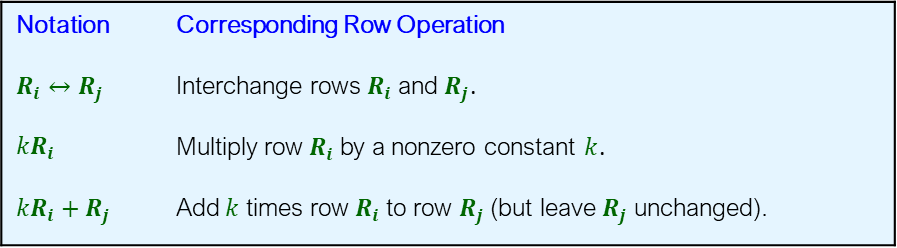 Notation Corresponding Row Operation
Rᵢ ↔ Rⱼ Interchange rows Rᵢ and Rⱼ.
kRᵢ Multiply row Rᵢ by a nonzero constant k.
kRᵢ + Rⱼ Add k times row Rᵢ to row Rⱼ (but leave Rⱼ unchanged).